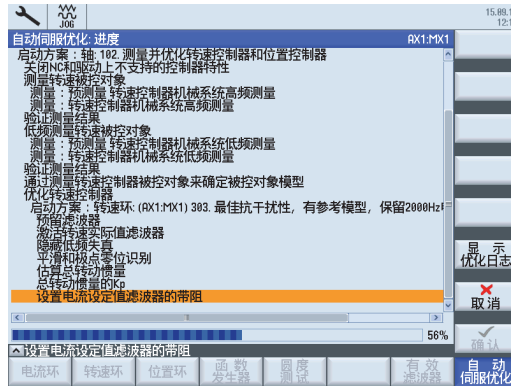 JOG
15.09.1
12:1
自动伺服优化: 进度 AX1:MX1
启动方案：轴: 102. 测量并优化转速控制器和位置控制器
关闭NC和驱动上不支持的控制器特性
测量转速被控对象
测量：预测量 转速控制器机械系统高频测量
测量：转速控制器机械系统高频测量
验证测量结果
低频测量转速被控对象
测量：预测量 转速控制器机械系统低频测量
测量：转速控制器机械系统低频测量
验证测量结果
通过测量转速控制器被控对象来确定被控对象模型
优化转速控制器
启动方案：转速环: (AX1:MX1) 303. 最佳抗干扰性，有参考模型，保留2000Hz
预留滤波器
激活转速实际值滤波器
隐藏低频失真
平滑和极点零位识别
估算总转动惯量
总转动惯量的Kp
设置电流设定值滤波器的带阻
56%
设置电流设定值滤波器的带阻
显 示
优化日志
取 消
确 认
电流环
转速环
位置环
函 数
发生器
圆 度
测 试
有 效
滤波器
自 动
伺服优化